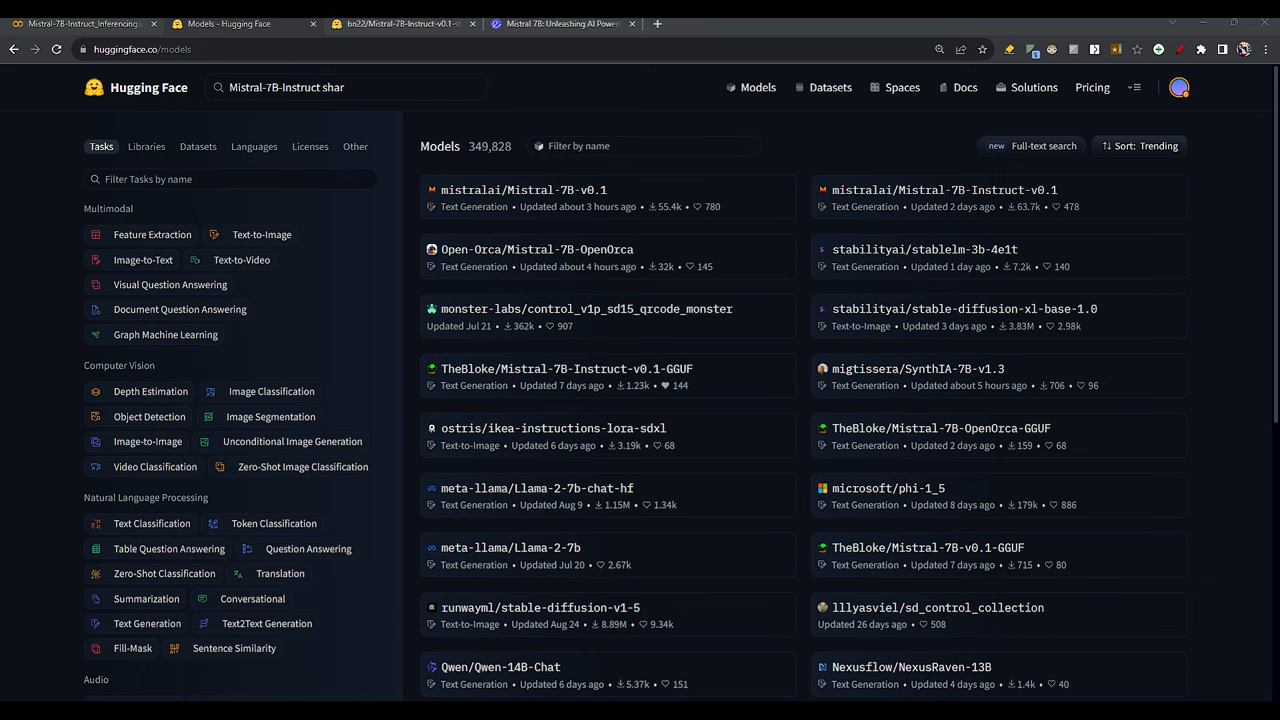 Mistral-7B-Instruct_Inferencing.
Models - Hugging Face
bn22/Mistral-7B-Instruct-v0.1-s
Mistral 7B: Unleashing AI Power
huggingface.co/models
Hugging Face
Mistral-7B-Instruct shar
Models
Datasets
Spaces
Docs
Solutions
Pricing
Tasks
Libraries
Datasets
Languages
Licenses
Other
Filter Tasks by name
Multimodal
Feature Extraction
Text-to-Image
Image-to-Text
Text-to-Video
Visual Question Answering
Document Question Answering
Graph Machine Learning
Computer Vision
Depth Estimation
Image Classification
Object Detection
Image Segmentation
Image-to-Image
Unconditional Image Generation
Video Classification
Zero-Shot Image Classification
Natural Language Processing
Text Classification
Token Classification
Table Question Answering
Question Answering
Zero-Shot Classification
Translation
Summarization
Conversational
Text Generation
Text2Text Generation
Fill-Mask
Sentence Similarity
Audio
Models 349,828
Filter by name
new Full-text search
Sort: Trending
mistralai/Mistral-7B-v0.1
Text Generation • Updated about 3 hours ago • 55.4k • 780
mistralai/Mistral-7B-Instruct-v0.1
Text Generation • Updated 2 days ago • 63.7k • 478
Open-Orca/Mistral-7B-OpenOrca
Text Generation • Updated about 4 hours ago • 32k • 145
stabilityai/stablelm-3b-4e1t
Text Generation • Updated 1 day ago • 7.2k • 140
monster-labs/control_v1p_sd15_qrcode_monster
Updated Jul 21 • 362k • 907
stabilityai/stable-diffusion-xl-base-1.0
Text-to-Image • Updated 3 days ago • 3.83M • 2.98k
TheBloke/Mistral-7B-Instruct-v0.1-GGUF
Text Generation • Updated 7 days ago • 1.23k • 144
migtissera/SynthIA-7B-v1.3
Text Generation • Updated about 5 hours ago • 706 • 96
ostris/ikea-instructions-lora-sdxl
Text-to-Image • Updated 6 days ago • 3.19k • 68
TheBloke/Mistral-7B-OpenOrca-GGUF
Text Generation • Updated 2 days ago • 159 • 68
meta-llama/Llama-2-7b-chat-hf
Text Generation • Updated Aug 9 • 1.15M • 1.34k
microsoft/phi-1_5
Text Generation • Updated 8 days ago • 179k • 886
meta-llama/Llama-2-7b
Text Generation • Updated Jul 20 • 2.67k
TheBloke/Mistral-7B-v0.1-GGUF
Text Generation • Updated 7 days ago • 715 • 80
runwayml/stable-diffusion-v1-5
Text-to-Image • Updated Aug 24 • 8.89M • 9.34k
lllyasviel/sd_control_collection
Updated 26 days ago • 508
Qwen/Qwen-14B-Chat
Text Generation • Updated 6 days ago • 5.37k • 151
Nexusflow/NexusRaven-13B
Text Generation • Updated 4 days ago • 1.4k • 40